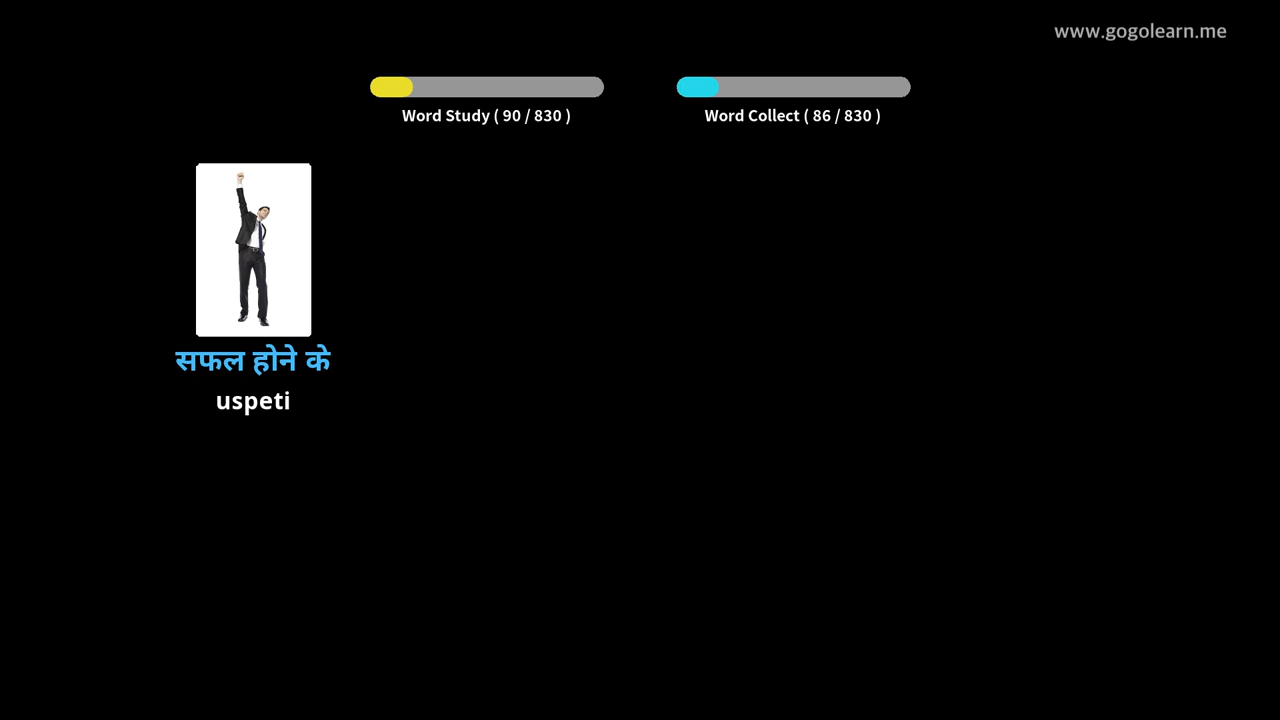 www.gogolearn.me
Word Study ( 90 / 830 )
Word Collect ( 86 / 830 )
सफल होने के
uspeti